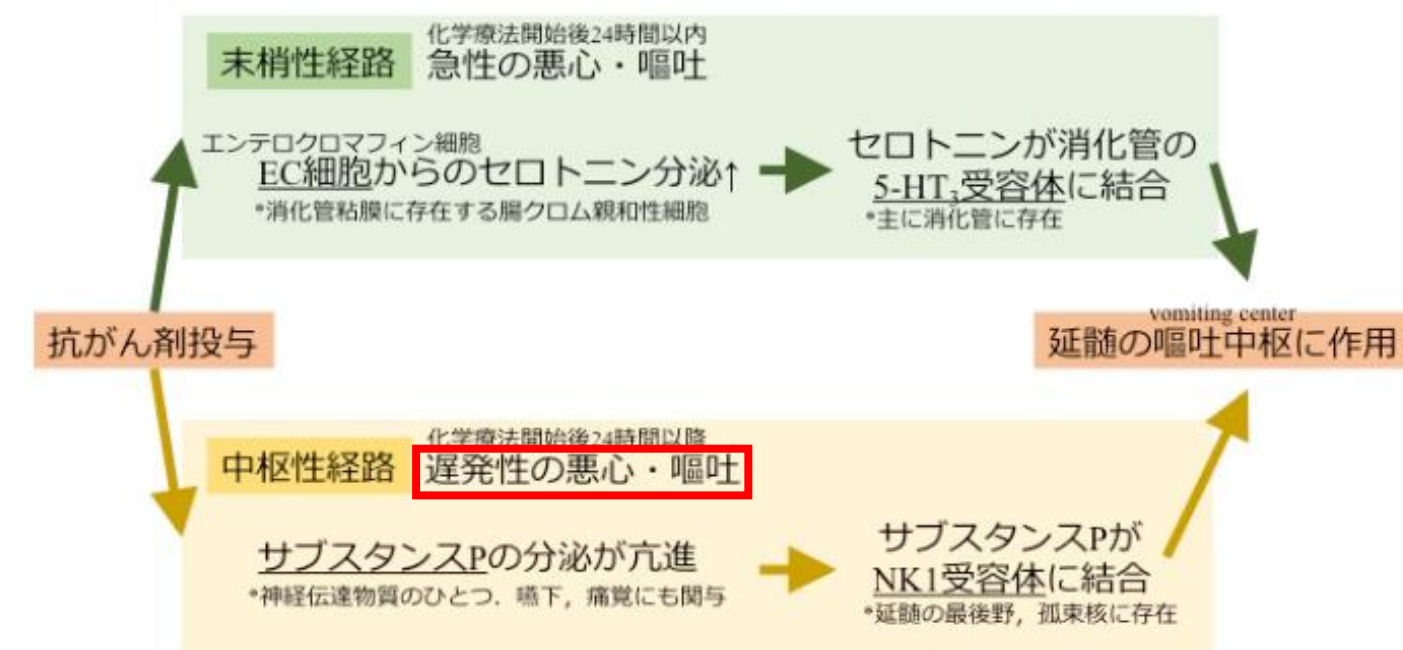 化学療法開始後24時間以内
末梢性経路 急性の悪心・嘔吐
エンテロクロマフィン細胞
EC細胞からのセロトニン分泌↑
*消化管粘膜に存在する腸クロム親和性細胞
セロトニンが消化管の
5-HT₃受容体に結合
*主に消化管に存在
抗がん剤投与
vomiting center
延髄の嘔吐中枢に作用
化学療法開始後24時間以降
中枢性経路 遅発性の悪心・嘔吐
サブスタンスPの分泌が亢進
*神経伝達物質のひとつ．嚥下，痛覚にも関与
サブスタンスPが
NK1受容体に結合
*延髄の最後野，孤束核に存在